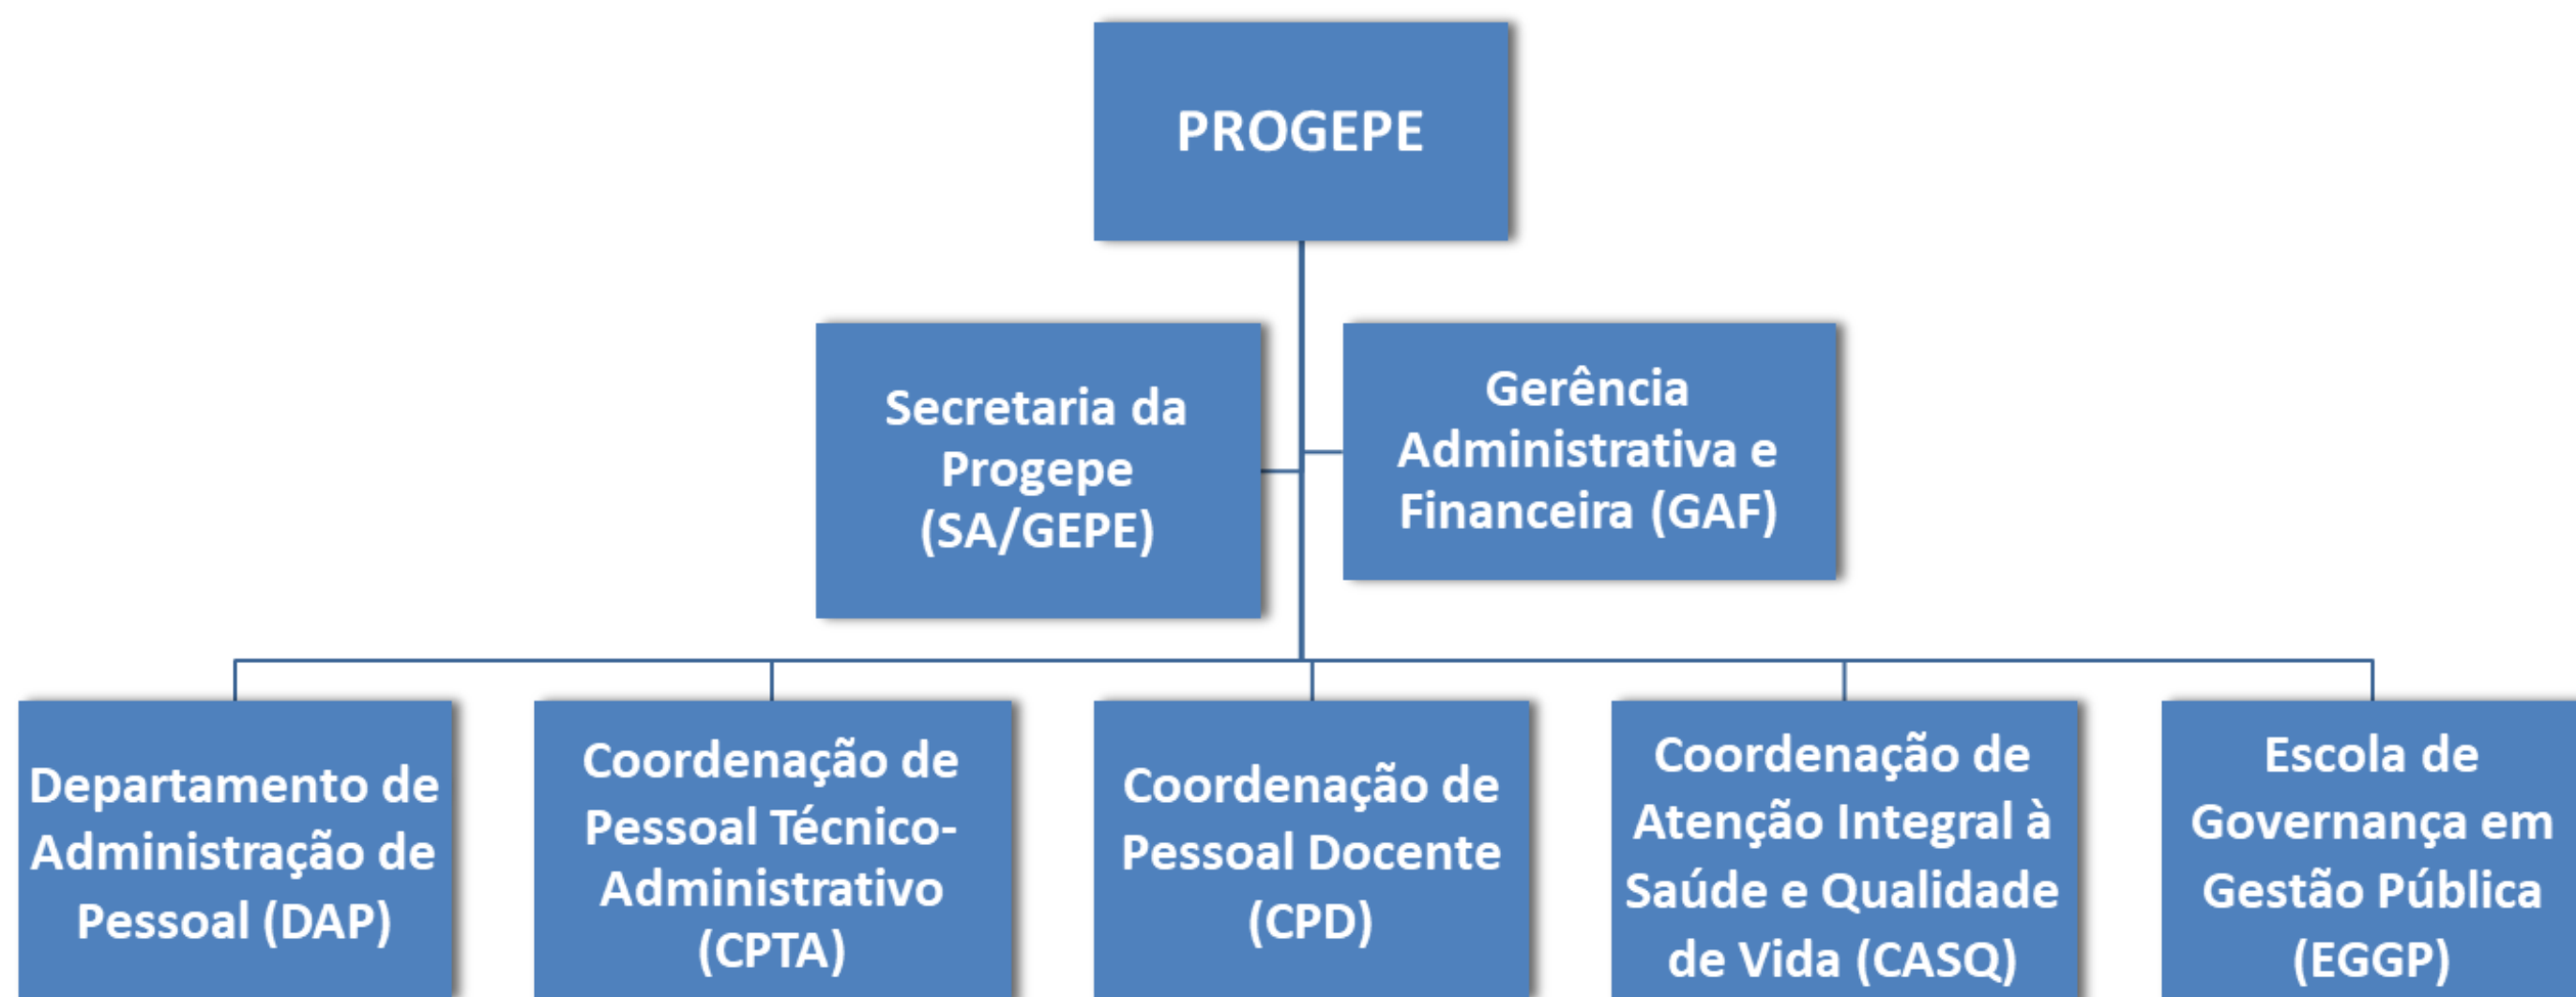 PROGEPE
Secretaria da
Progepe
(SA/GEPE)
Gerência
Administrativa e
Financeira (GAF)
Departamento de
Administração de
Pessoal (DAP)
Coordenação de
Pessoal Técnico-
Administrativo
(CPTA)
Coordenação de
Pessoal Docente
(CPD)
Coordenação de
Atenção Integral à
Saúde e Qualidade
de Vida (CASQ)
Escola de
Governança em
Gestão Pública
(EGGP)